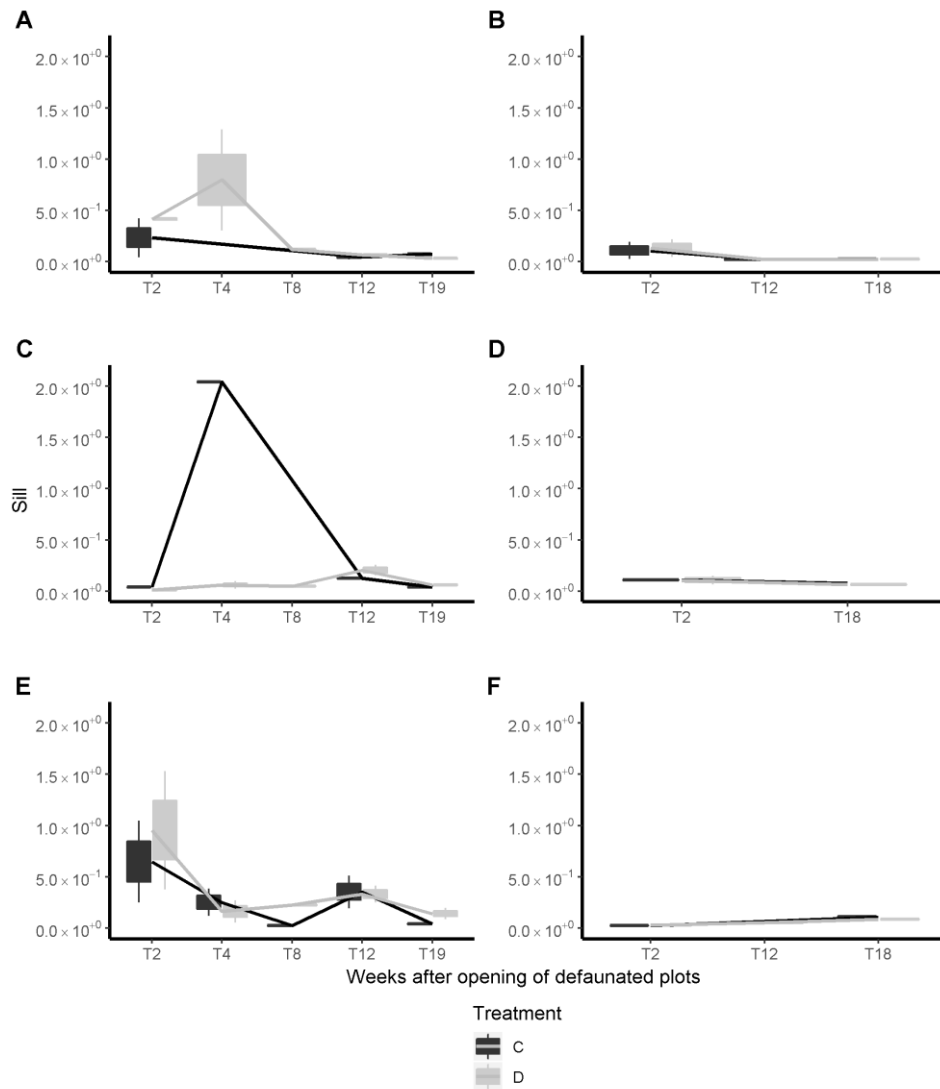 A
2.0 × 10⁺⁰
1.5 × 10⁺⁰
1.0 × 10⁺⁰
5.0 × 10⁻¹
0.0 × 10⁺⁰
T2 T4 T8 T12 T19
B
2.0 × 10⁺⁰
1.5 × 10⁺⁰
1.0 × 10⁺⁰
5.0 × 10⁻¹
0.0 × 10⁺⁰
T2 T12 T18
Sill
C
2.0 × 10⁺⁰
1.5 × 10⁺⁰
1.0 × 10⁺⁰
5.0 × 10⁻¹
0.0 × 10⁺⁰
T2 T4 T8 T12 T19
D
2.0 × 10⁺⁰
1.5 × 10⁺⁰
1.0 × 10⁺⁰
5.0 × 10⁻¹
0.0 × 10⁺⁰
T2 T18
E
2.0 × 10⁺⁰
1.5 × 10⁺⁰
1.0 × 10⁺⁰
5.0 × 10⁻¹
0.0 × 10⁺⁰
T2 T4 T8 T12 T19
F
2.0 × 10⁺⁰
1.5 × 10⁺⁰
1.0 × 10⁺⁰
5.0 × 10⁻¹
0.0 × 10⁺⁰
T2 T12 T18
Weeks after opening of defaunated plots
Treatment
C
D